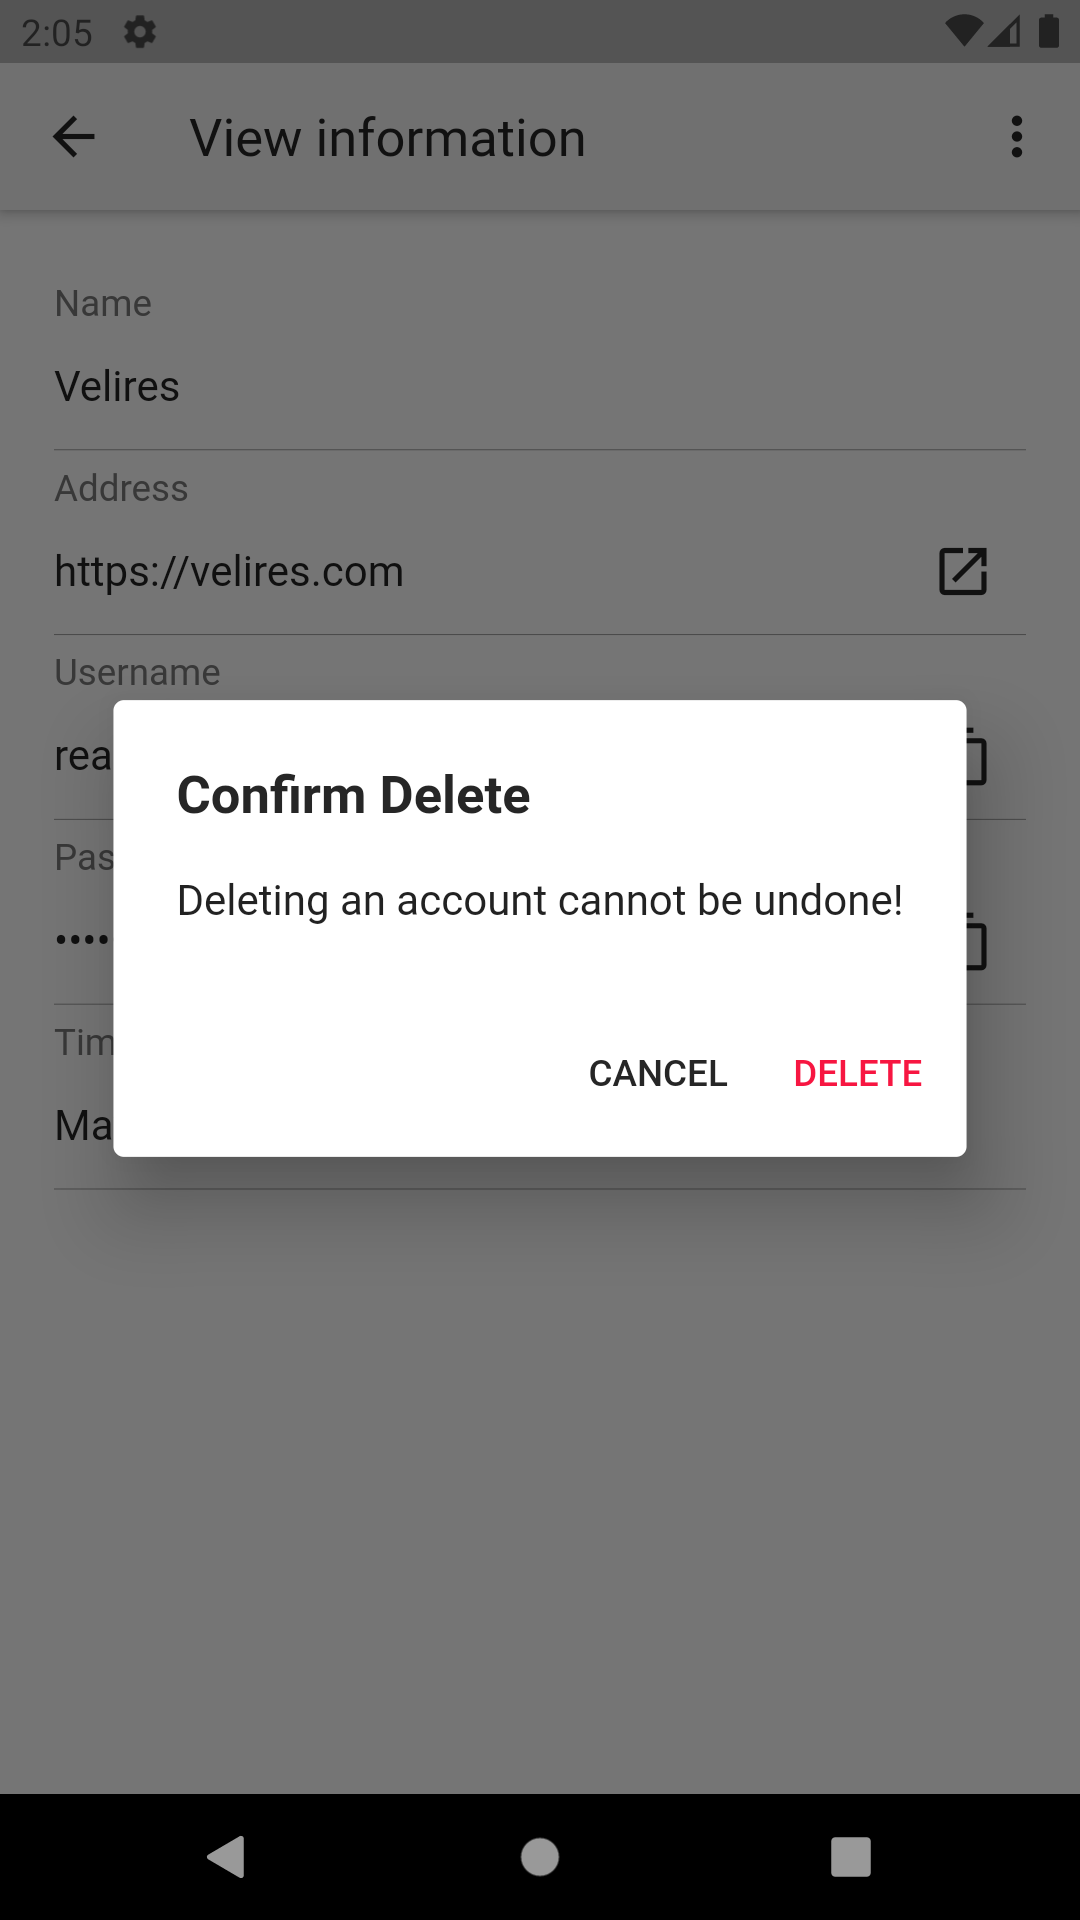 2:05
View information
Name
Velires
Address
https://velires.com
Username
rea
Confirm Delete
Pas
Deleting an account cannot be undone!
••••
Tim
CANCEL DELETE
Ma